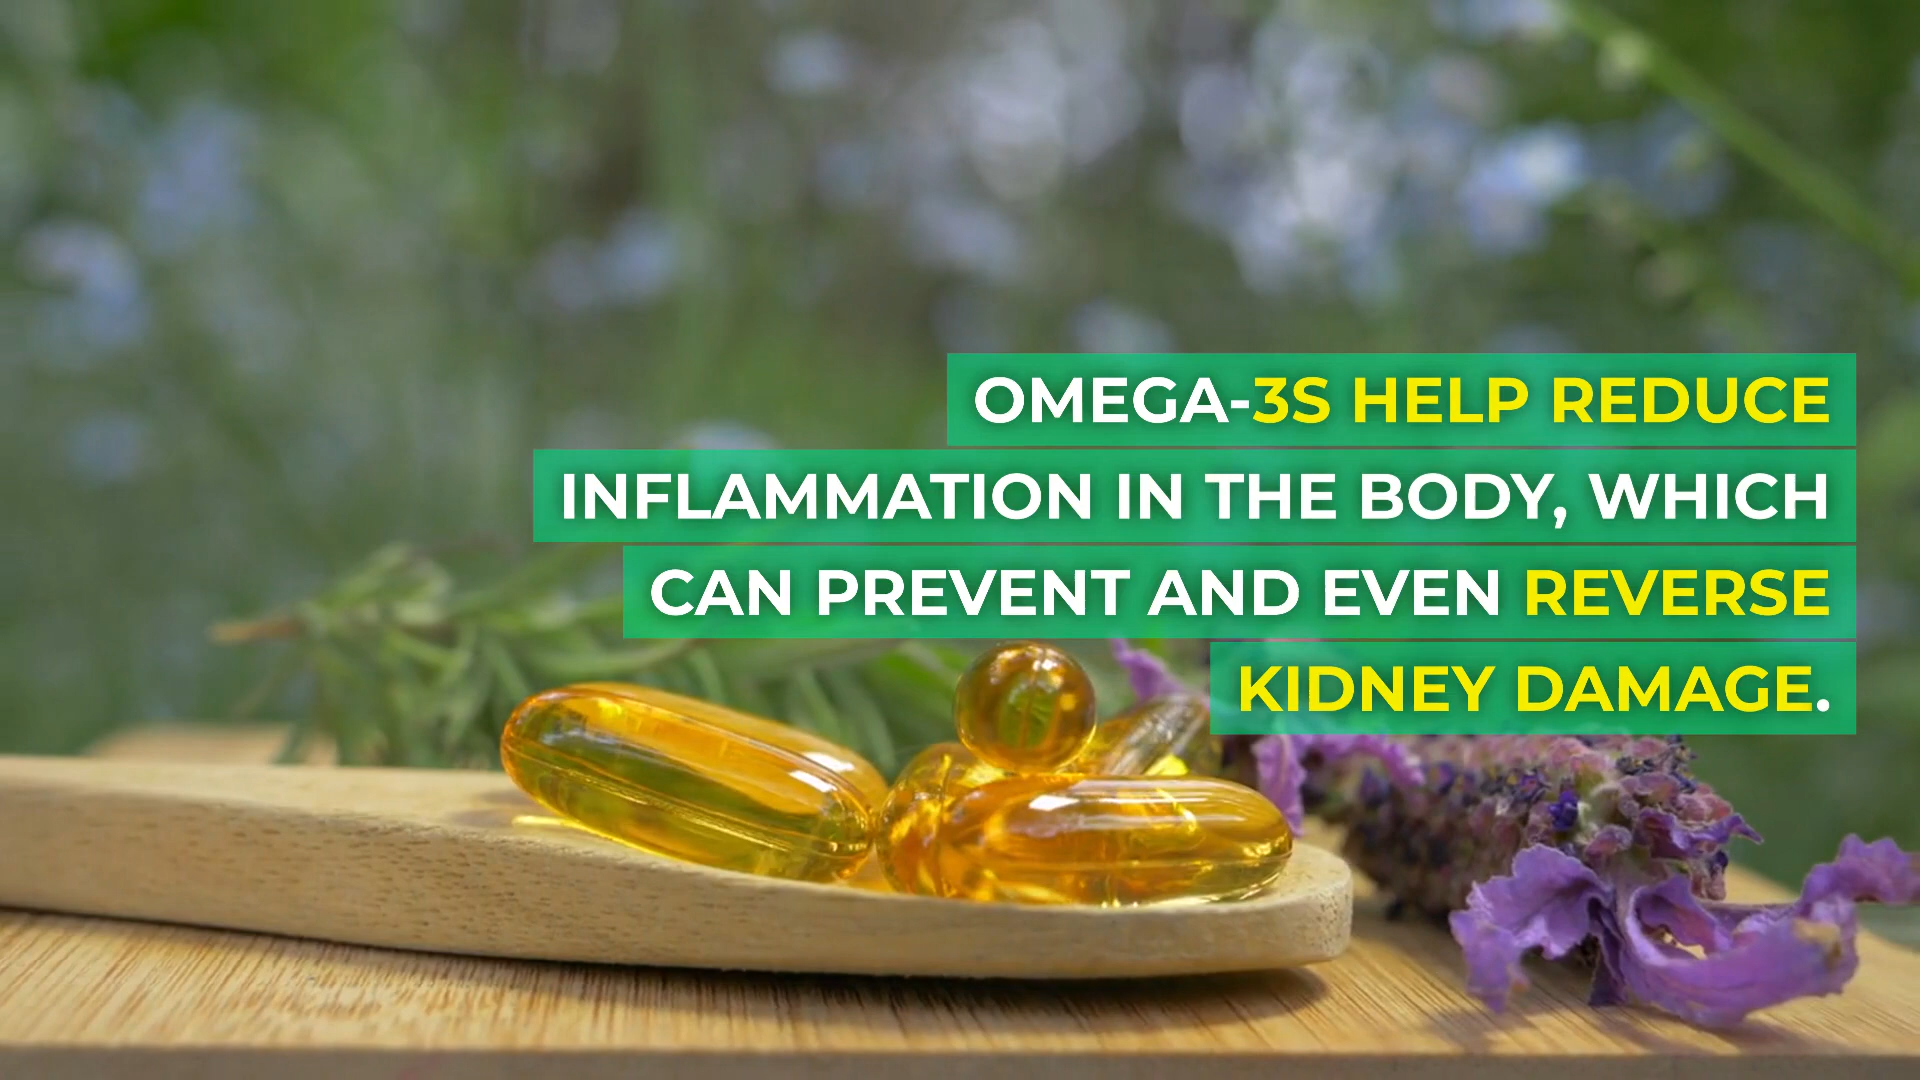 OMEGA-3S HELP REDUCE
INFLAMMATION IN THE BODY, WHICH
CAN PREVENT AND EVEN REVERSE
KIDNEY DAMAGE.